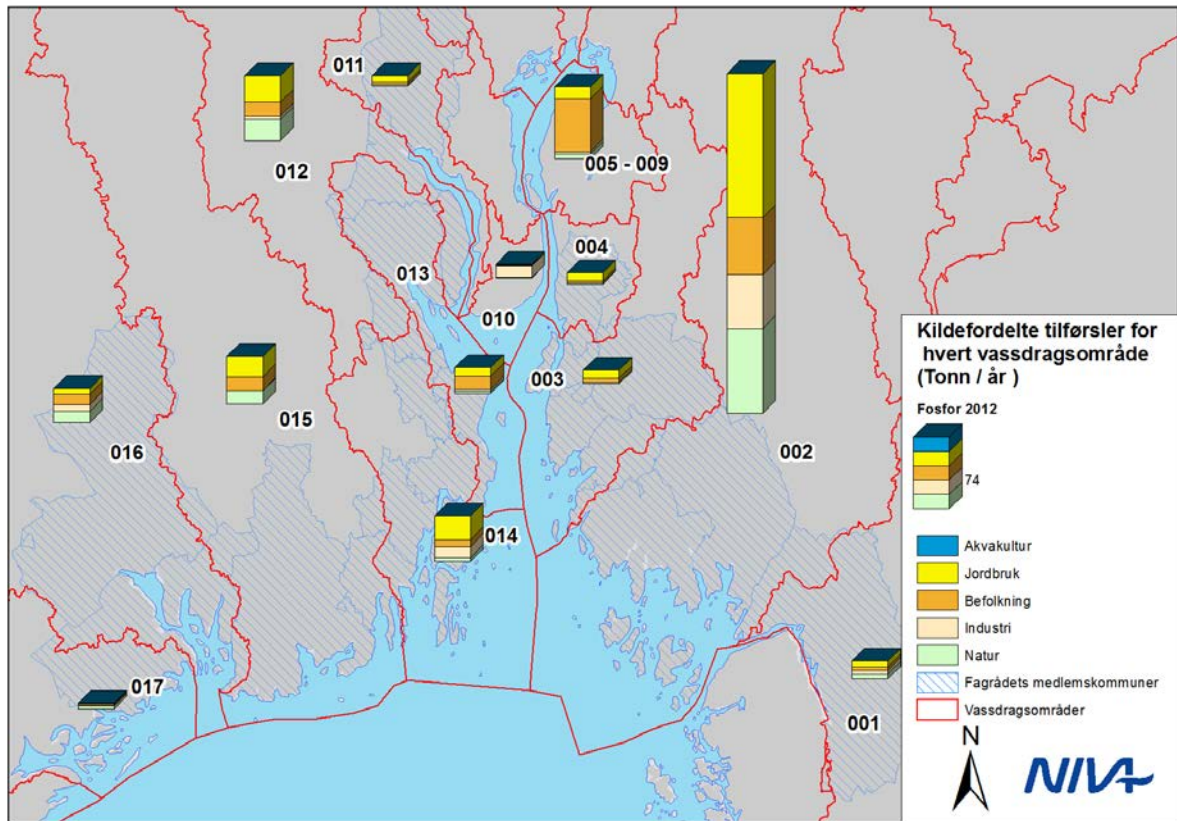 011
012
005 - 009
004
013
010
003
015
016
002
014
017
001
Kildefordelte tilførsler for
hvert vassdragsområde
(Tonn / år )
Fosfor 2012
74
Akvakultur
Jordbruk
Befolkning
Industri
Natur
Fagrådets medlemskommuner
Vassdragsområder
N
NIVA